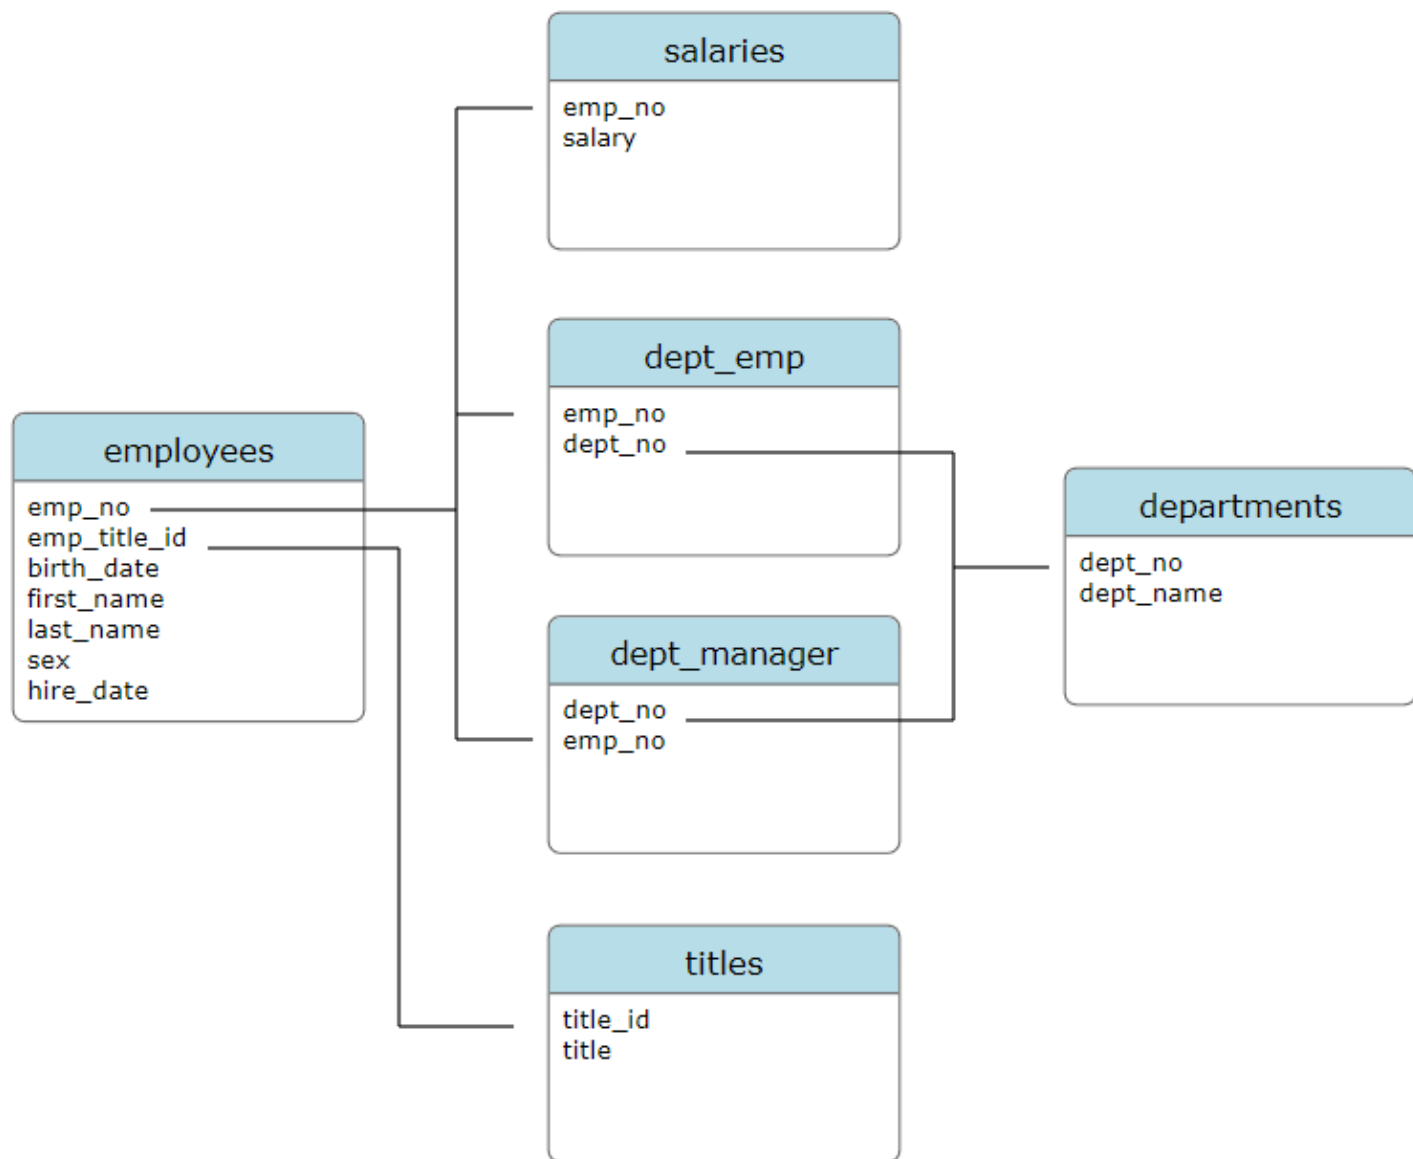 salaries
emp_no
salary
dept_emp
emp_no
dept_no
employees
emp_no
emp_title_id
birth_date
first_name
last_name
sex
hire_date
departments
dept_no
dept_name
dept_manager
dept_no
emp_no
titles
title_id
title